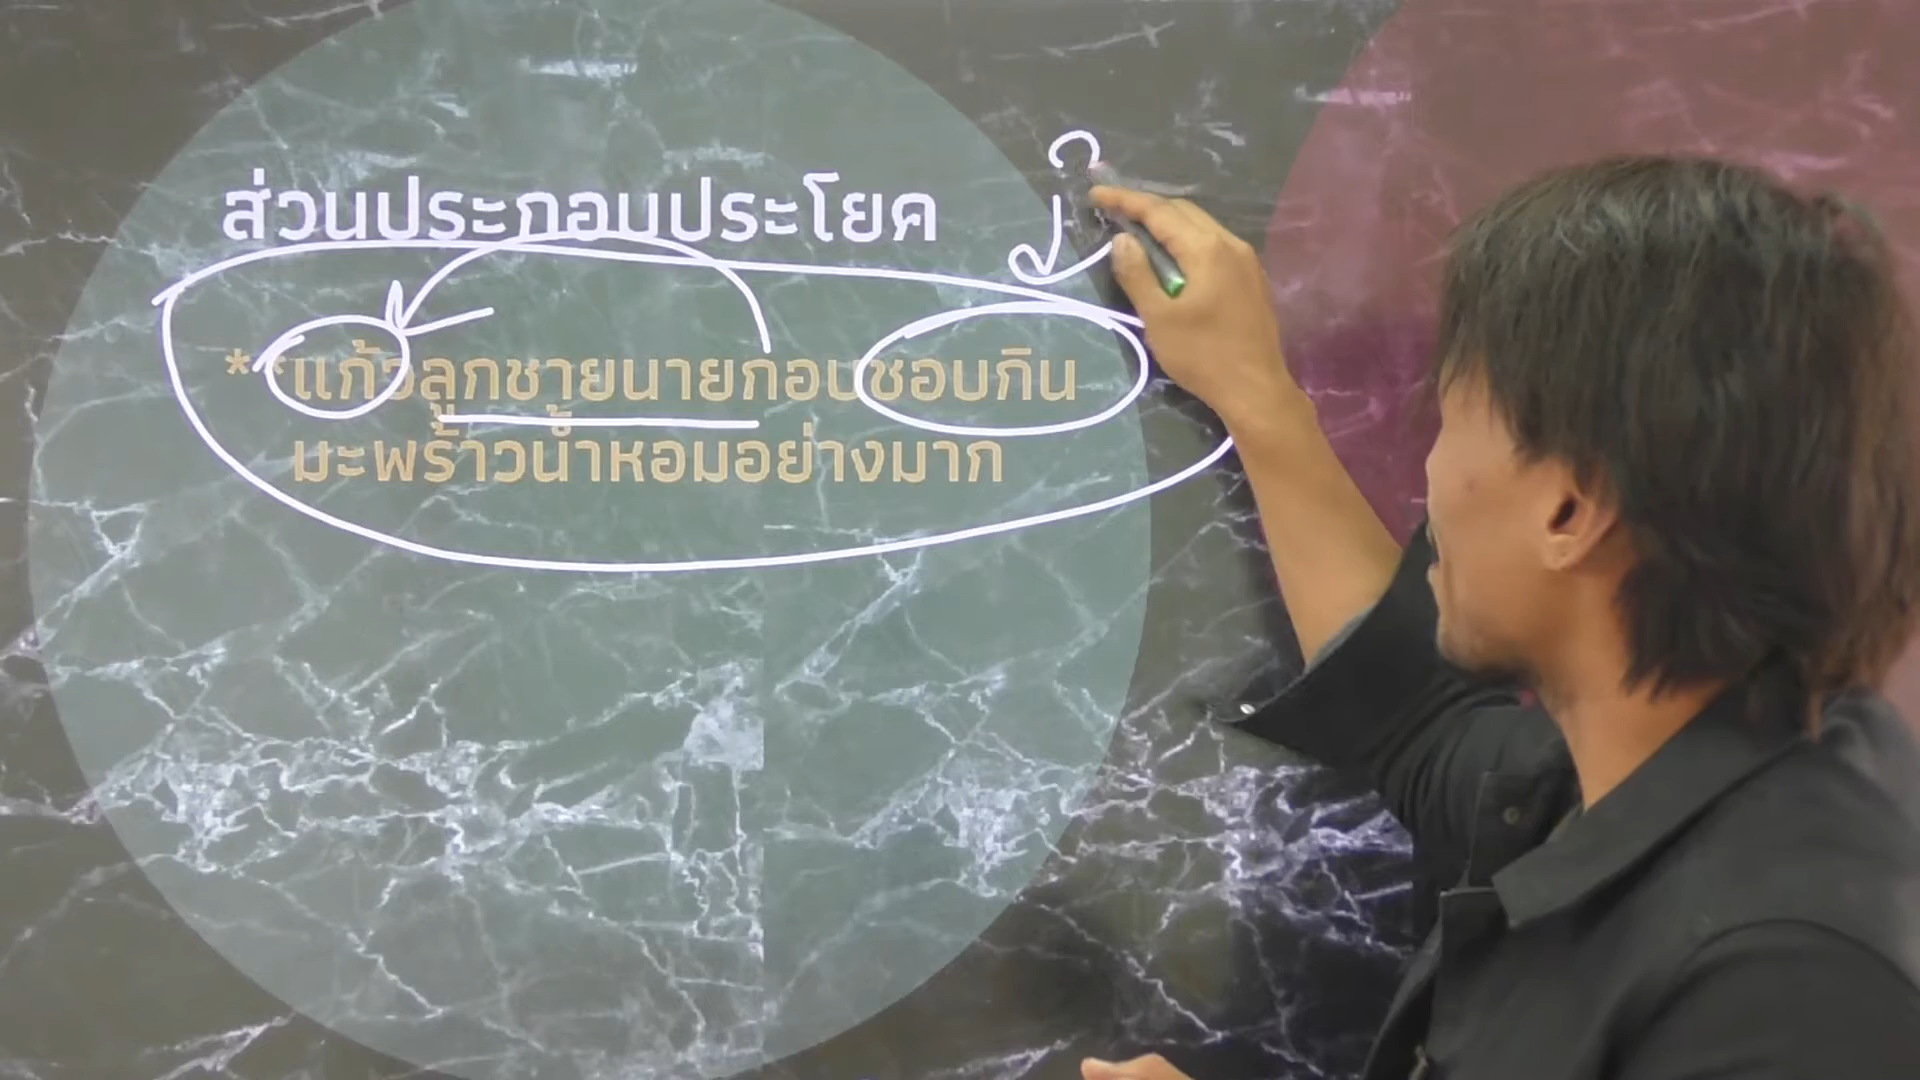 ส่วนประกอบประโยค
**แก้วลูกชายนายกอบชอบกิน
มะพร้าวน้ำหอมอย่างมาก